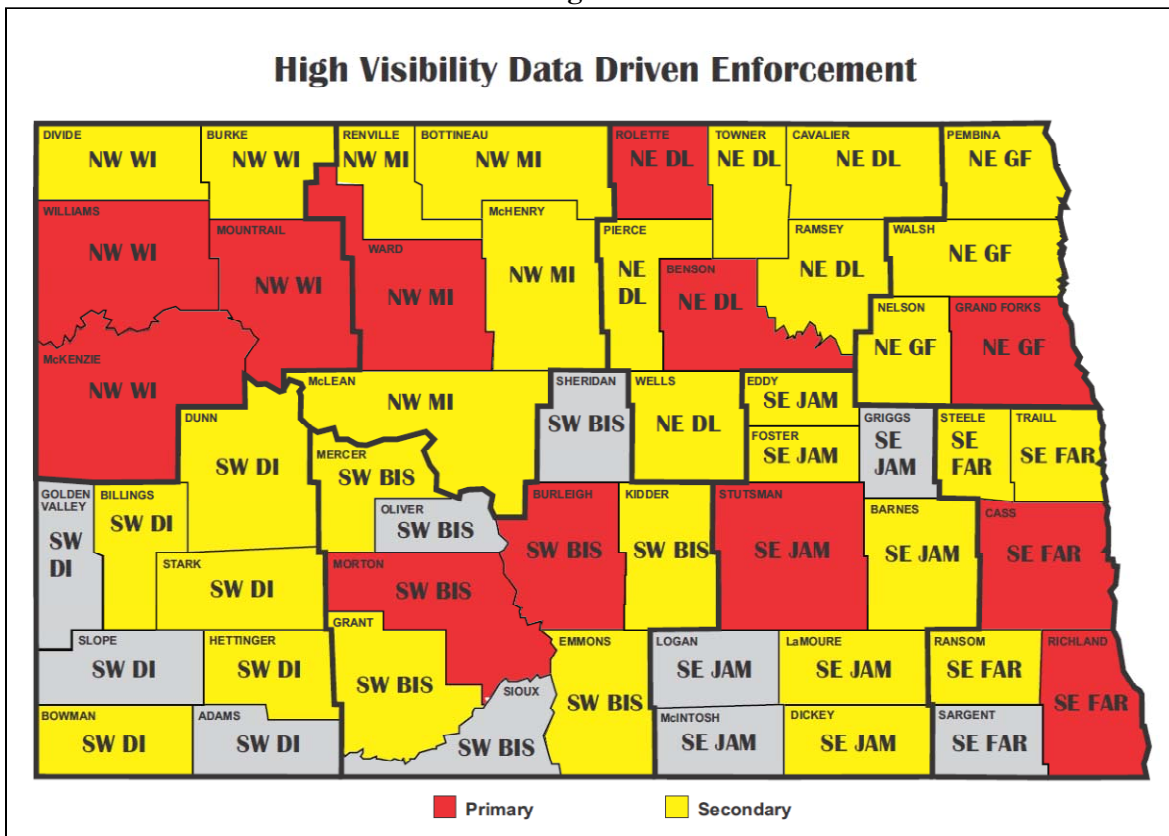 High Visibility Data Driven Enforcement
DIVIDE
NW WI
BURKE
NW WI
RENVILLE
NW MI
BOTTINEAU
NW MI
ROLETTE
NE DL
TOWNER
NE DL
CAVALIER
NE DL
PEMBINA
NE GF
WILLIAMS
NW WI
MOUNTRAIL
NW WI
WARD
NW MI
McHENRY
NW MI
PIERCE
NE
DL
BENSON
NE DL
RAMSEY
NE DL
WALSH
NE GF
NELSON
NE GF
GRAND FORKS
NE GF
McKENZIE
NW WI
DUNN
SW DI
McLEAN
NW MI
SHERIDAN
SW BIS
WELLS
NE DL
EDDY
SE JAM
FOSTER
SE JAM
GRIGGS
SE
JAM
STEELE
SE
FAR
TRAILL
SE FAR
MERCER
SW BIS
OLIVER
SW BIS
GOLDEN
VALLEY
SW
DI
BILLINGS
SW DI
STARK
SW DI
MORTON
SW BIS
BURLEIGH
SW BIS
KIDDER
SW BIS
STUTSMAN
SE JAM
BARNES
SE JAM
CASS
SE FAR
SLOPE
SW DI
HETTINGER
SW DI
GRANT
SW BIS
SIOUX
SW BIS
EMMONS
SW BIS
LOGAN
SE JAM
LaMOURE
SE JAM
RANSOM
SE FAR
RICHLAND
SE FAR
BOWMAN
SW DI
ADAMS
SW DI
McINTOSH
SE JAM
DICKEY
SE JAM
SARGENT
SE FAR
Primary
Secondary